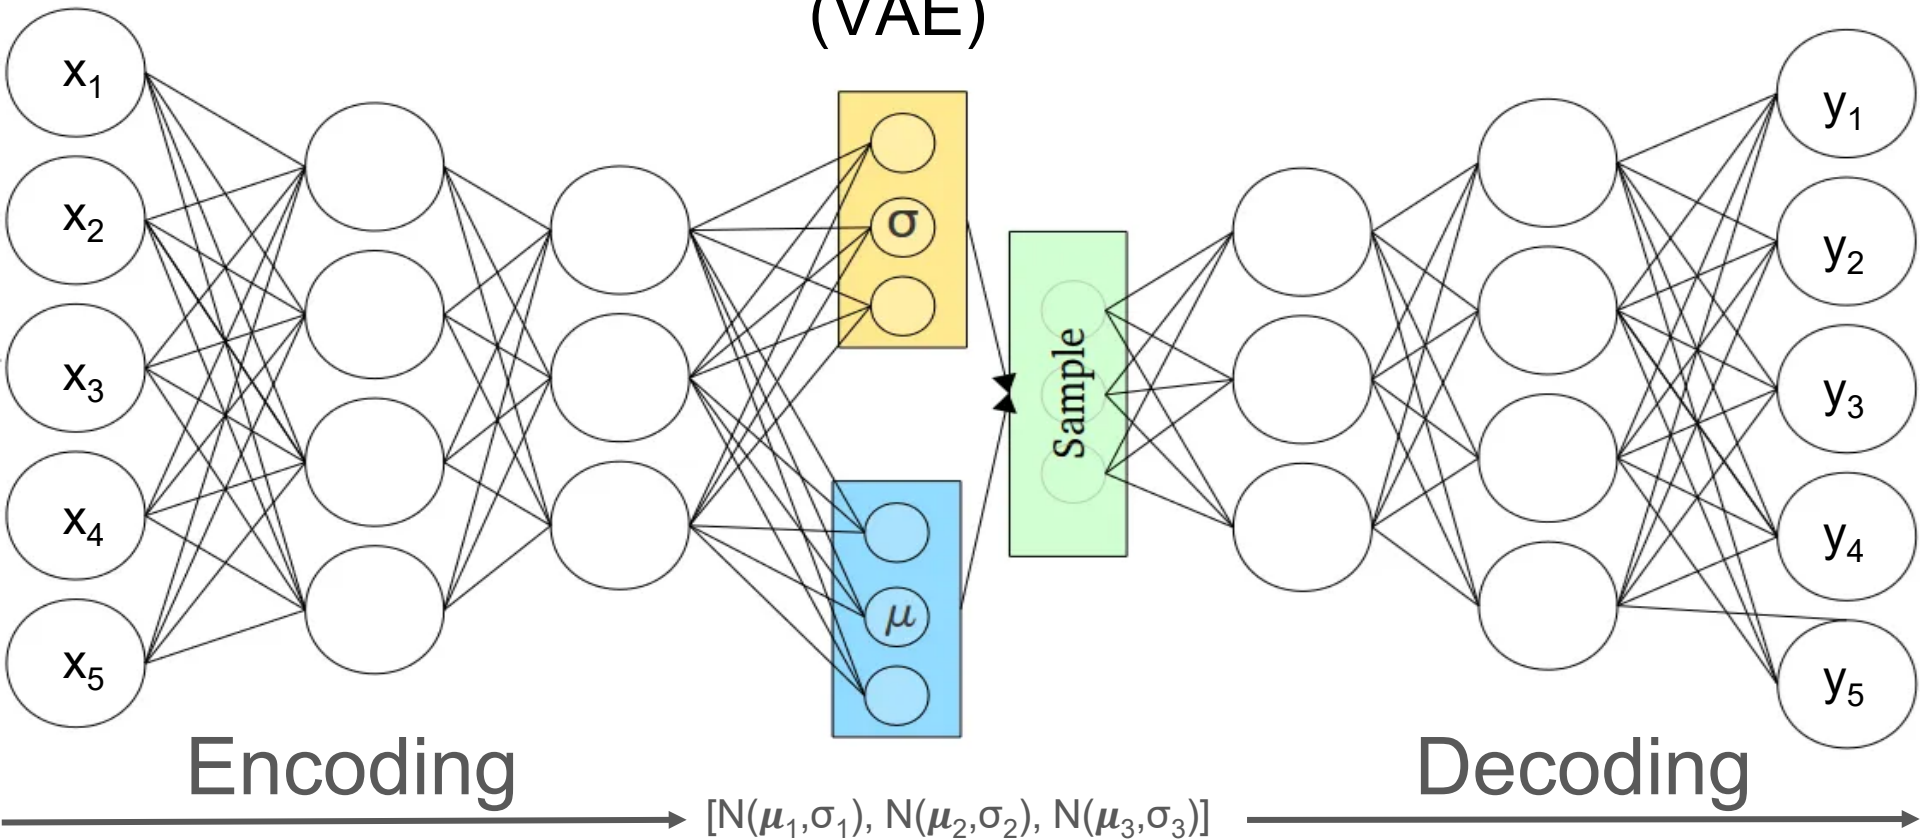 (VAE)
x1
x2
x3
x4
x5
σ
μ
Sample
y1
y2
y3
y4
y5
Encoding
Decoding
[N(μ1,σ1), N(μ2,σ2), N(μ3,σ3)]